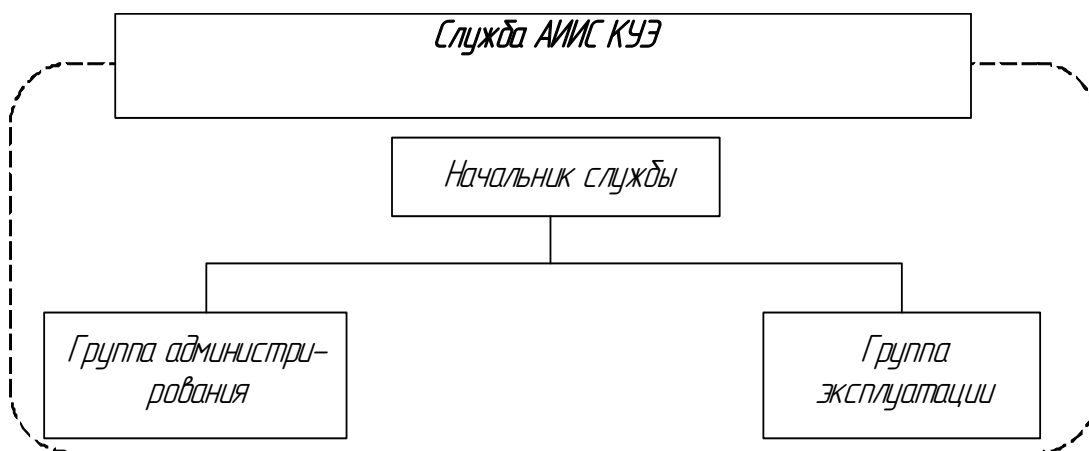 Служба АИИС КУЭ
Начальник службы
Группа администри-
рования
Группа
эксплуатации